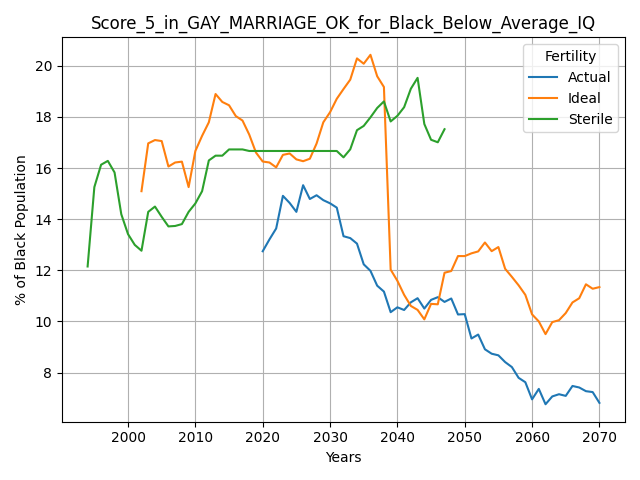 Score_5_in_GAY_MARRIAGE_OK_for_Black_Below_Average_IQ
Fertility
Actual
Ideal
Sterile
% of Black Population
20
18
16
14
12
10
8
2000 2010 2020 2030 2040 2050 2060 2070
Years